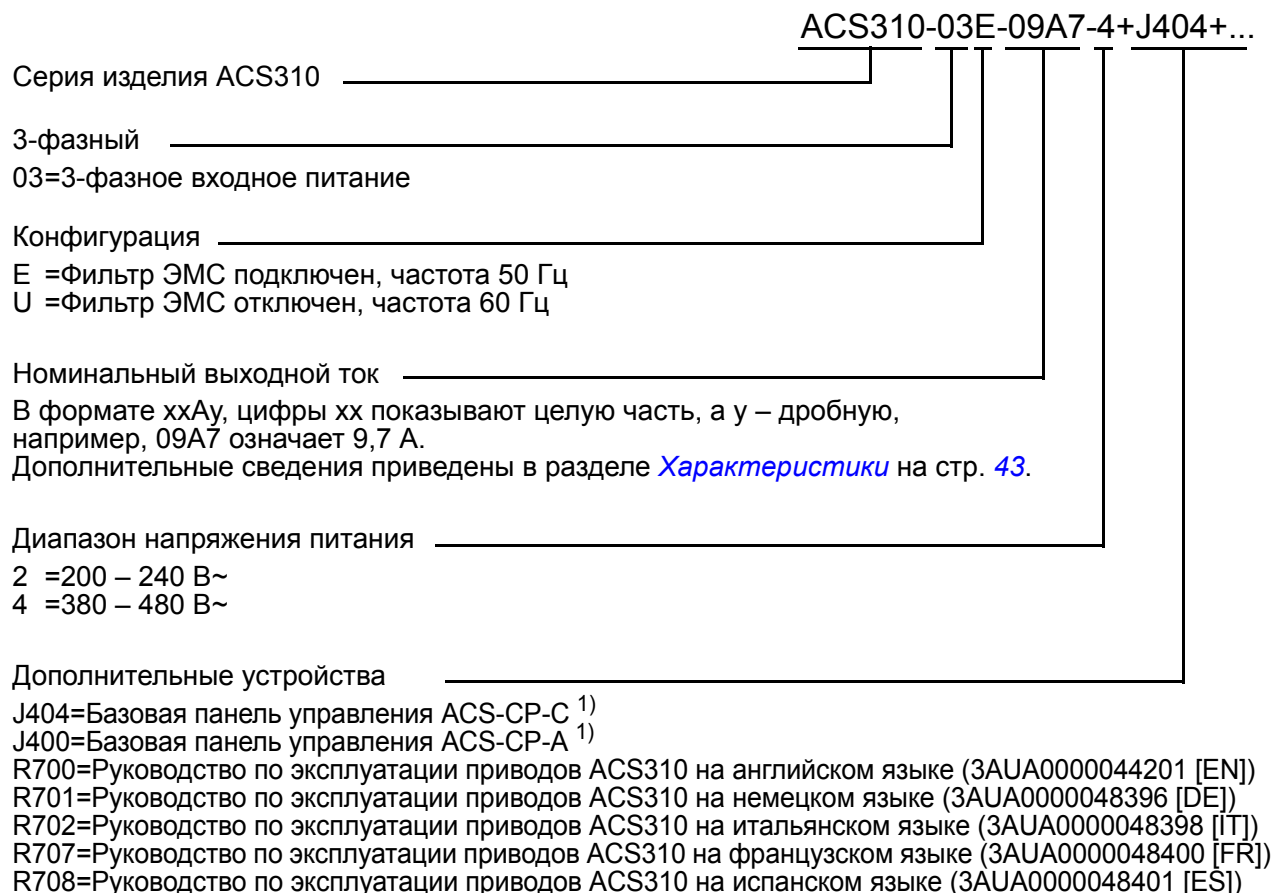 ACS310-03E-09A7-4+J404+...
Серия изделия ACS310
3-фазный
03=3-фазное входное питание
Конфигурация
E =Фильтр ЭМС подключен, частота 50 Гц
U =Фильтр ЭМС отключен, частота 60 Гц
Номинальный выходной ток
В формате xxAy, цифры xx показывают целую часть, а y – дробную,
например, 09A7 означает 9,7 А.
Дополнительные сведения приведены в разделе Характеристики на стр. 43.
Диапазон напряжения питания
2 =200 – 240 В~
4 =380 – 480 В~
Дополнительные устройства
J404=Базовая панель управления ACS-CP-C 1)
J400=Базовая панель управления ACS-CP-A 1)
R700=Руководство по эксплуатации приводов ACS310 на английском языке (3AUA0000044201 [EN])
R701=Руководство по эксплуатации приводов ACS310 на немецком языке (3AUA0000048396 [DE])
R702=Руководство по эксплуатации приводов ACS310 на итальянском языке (3AUA0000048398 [IT])
R707=Руководство по эксплуатации приводов ACS310 на французском языке (3AUA0000048400 [FR])
R708=Руководство по эксплуатации приводов ACS310 на испанском языке (3AUA0000048401 [ES])